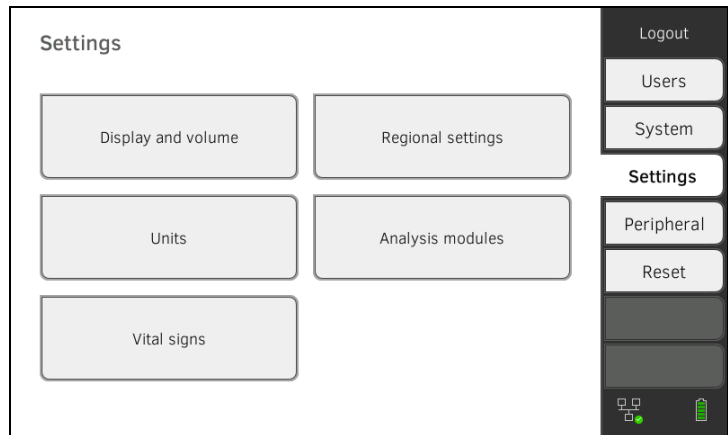 Settings
Display and volume
Regional settings
Units
Analysis modules
Vital signs
Logout
Users
System
Settings
Peripheral
Reset